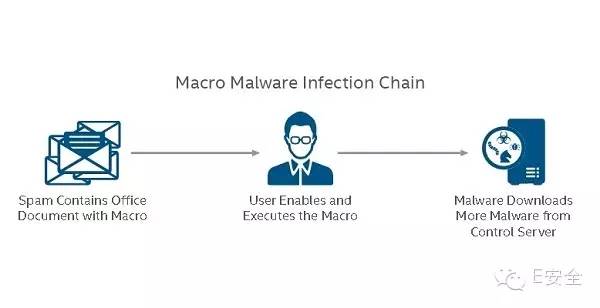 Macro Malware Infection Chain
Spam Contains Office
Document with Macro
User Enables and
Executes the Macro
Malware Downloads
More Malware from
Control Server
E安全